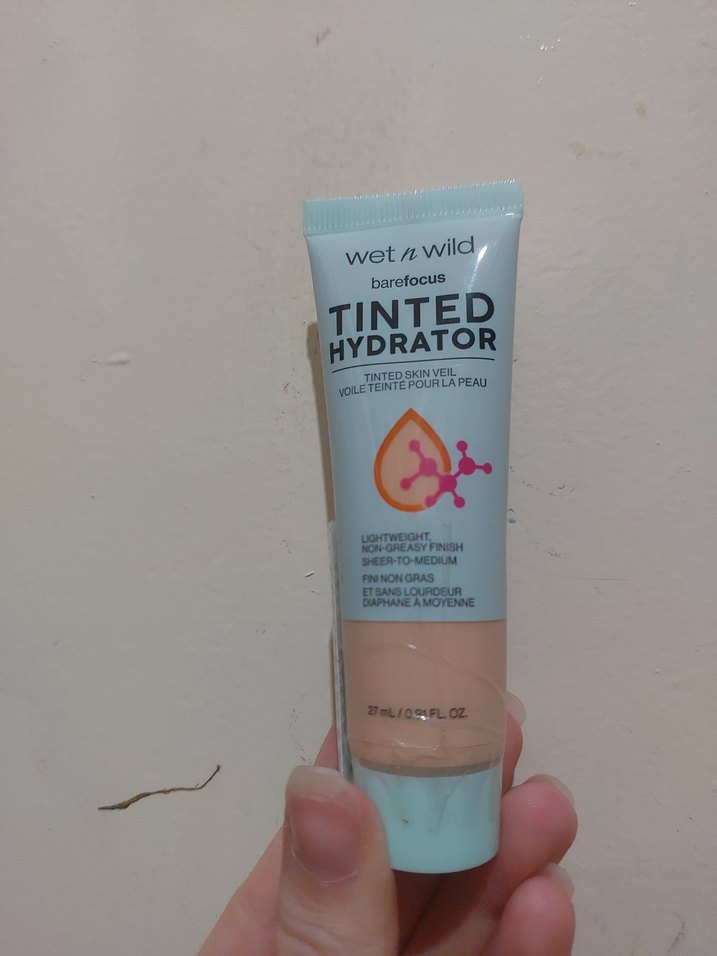 wet n wild
barefocus
TINTED
HYDRATOR
TINTED SKIN VEIL
VOILE TEINTÉ POUR LA PEAU
LIGHTWEIGHT,
NON-GREASY FINISH
SHEER-TO-MEDIUM
FINI NON GRAS
ET SANS LOURDEUR
DIAPHANE À MOYENNE
27 mL / 0.91 FL. OZ.